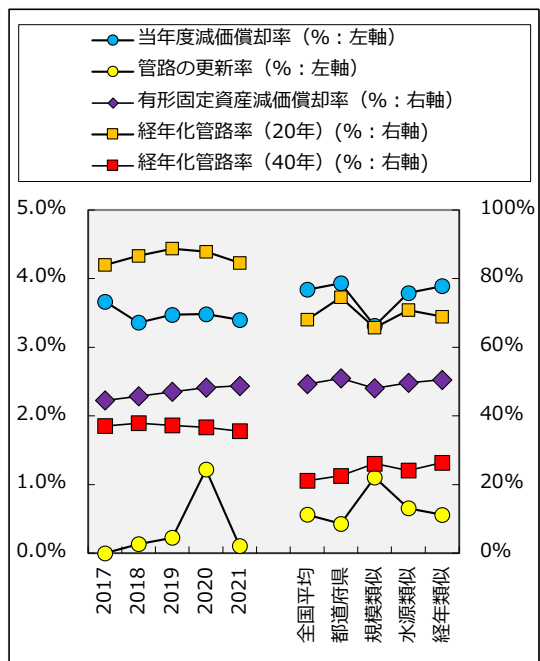 当年度減価償却率（%：左軸）
管路の更新率（%：左軸）
有形固定資産減価償却率（%：右軸）
経年化管路率（20年）(%：右軸)
経年化管路率（40年）(%：右軸)
5.0%
4.0%
3.0%
2.0%
1.0%
0.0%
100%
80%
60%
40%
20%
0%
2017
2018
2019
2020
2021
全国平均
都道府県
規模類似
水源類似
経年類似